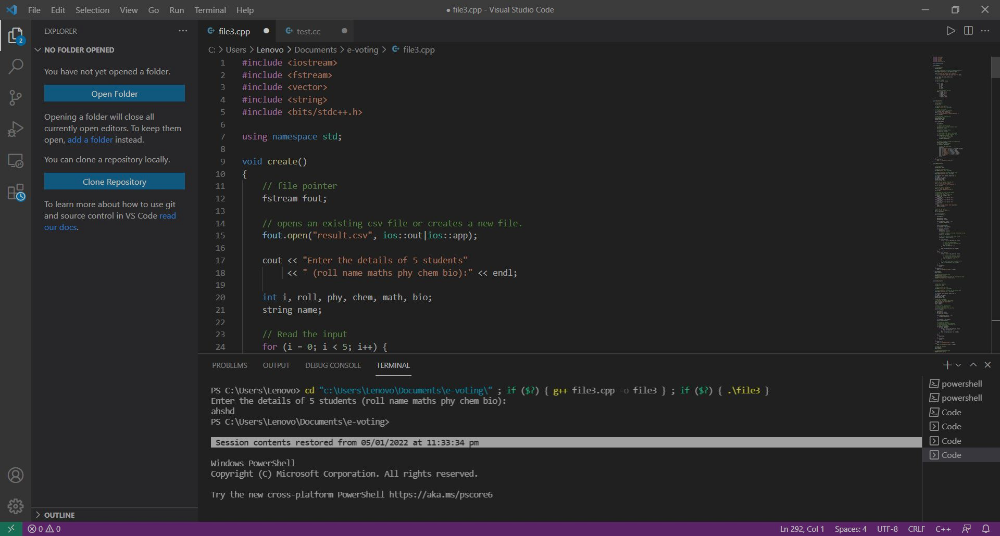 File Edit Selection View Go Run Terminal Help
● file3.cpp - Visual Studio Code
2
EXPLORER
NO FOLDER OPENED
You have not yet opened a folder.
Open Folder
Opening a folder will close all
currently open editors. To keep them
open, add a folder instead.
You can clone a repository locally.
Clone Repository
To learn more about how to use git
and source control in VS Code read
our docs.
OUTLINE
file3.cpp
test.cc
C: > Users > Lenovo > Documents > e-voting > file3.cpp
1 #include <iostream>
2 #include <fstream>
3 #include <vector>
4 #include <string>
5 #include <bits/stdc++.h>
6
7 using namespace std;
8
9 void create()
10 {
11 // file pointer
12 fstream fout;
13
14 // opens an existing csv file or creates a new file.
15 fout.open("result.csv", ios::out|ios::app);
16
17 cout << "Enter the details of 5 students"
18 << " (roll name maths phy chem bio):" << endl;
19
20 int i, roll, phy, chem, math, bio;
21 string name;
22
23 // Read the input
24 for (i = 0; i < 5; i++) {
PROBLEMS OUTPUT DEBUG CONSOLE TERMINAL
PS C:\Users\Lenovo> cd "c:\Users\Lenovo\Documents\e-voting\" ; if ($?) { g++ file3.cpp -o file3 } ; if ($?) { .\file3 }
Enter the details of 5 students (roll name maths phy chem bio):
ahshd
PS C:\Users\Lenovo\Documents\e-voting>
Session contents restored from 05/01/2022 at 11:33:34 pm
Windows PowerShell
Copyright (C) Microsoft Corporation. All rights reserved.
Try the new cross-platform PowerShell https://aka.ms/pscore6
powershell
powershell
Code
Code
Code
Code
0 0
Ln 292, Col 1 Spaces: 4 UTF-8 CRLF C++